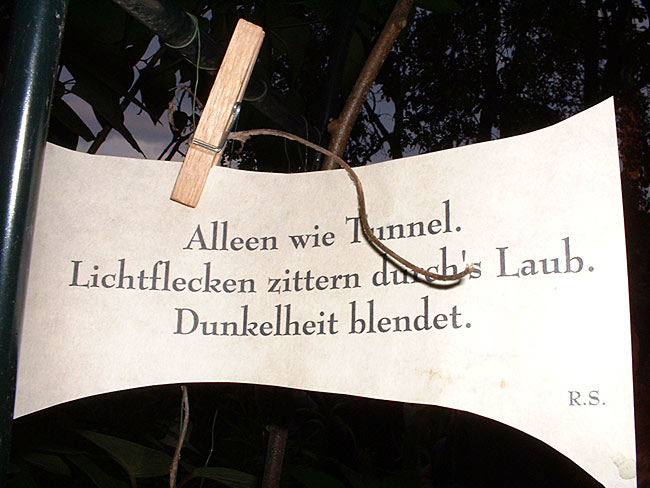 Alleen wie Tunnel.
Lichtflecken zittern durch's Laub.
Dunkelheit blendet.
R.S.